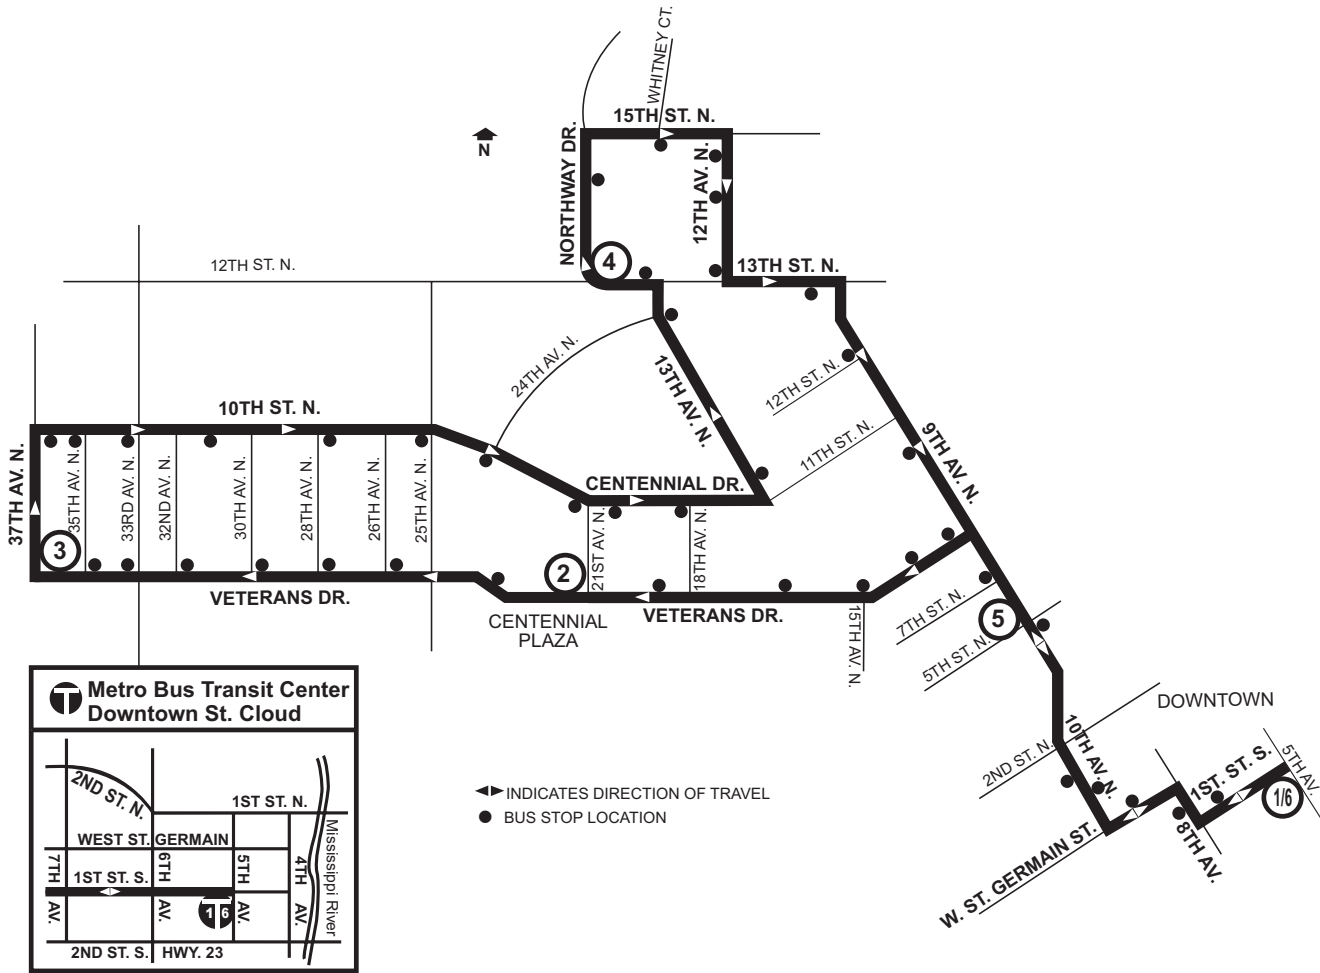 WHITNEY CT.
15TH ST. N.
N
NORTHWAY DR.
12TH AV. N.
4
13TH ST. N.
12TH ST. N.
24TH AV. N.
13TH AV. N.
12TH ST. N.
11TH ST. N.
9TH AV. N.
10TH ST. N.
37TH AV. N.
35TH AV. N.
33RD AV. N.
32ND AV. N.
30TH AV. N.
28TH AV. N.
26TH AV. N.
25TH AV. N.
CENTENNIAL DR.
21ST AV. N.
18TH AV. N.
3
2
VETERANS DR.
VETERANS DR.
CENTENNIAL
PLAZA
15TH AV. N.
7TH ST. N.
5
5TH ST. N.
DOWNTOWN
2ND ST. N.
10TH AV. N.
1ST. ST. S.
5TH AV.
1/6
8TH AV.
W. ST. GERMAIN ST.
INDICATES DIRECTION OF TRAVEL
BUS STOP LOCATION
T Metro Bus Transit Center
Downtown St. Cloud
2ND ST. N.
1ST ST. N.
WEST ST. GERMAIN
7TH AV.
6TH AV.
5TH AV.
4TH AV.
1ST ST. S.
T
1 6
Mississippi River
2ND ST. S. HWY. 23